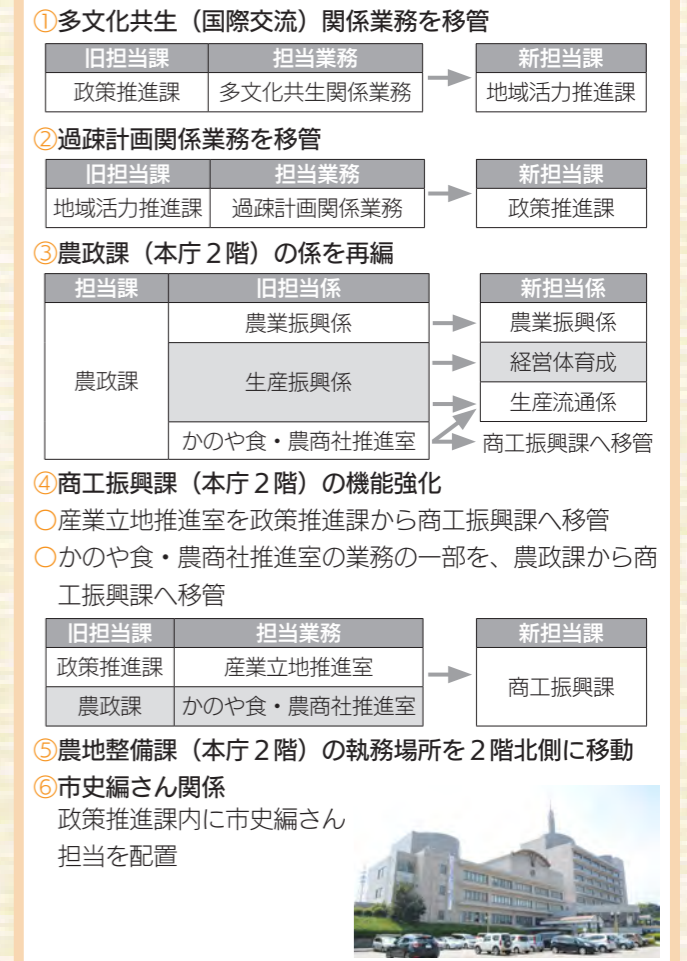 ①多文化共生（国際交流）関係業務を移管
旧担当課 担当業務 新担当課
政策推進課 多文化共生関係業務 地域活力推進課
②過疎計画関係業務を移管
旧担当課 担当業務 新担当課
地域活力推進課 過疎計画関係業務 政策推進課
③農政課（本庁２階）の係を再編
担当課 旧担当係 新担当係
農業振興係 農業振興係
農政課 生産振興係 経営体育成
生産流通係
かのや食・農商社推進室 商工振興課へ移管
④商工振興課（本庁２階）の機能強化
○産業立地推進室を政策推進課から商工振興課へ移管
○かのや食・農商社推進室の業務の一部を、農政課から商
工振興課へ移管
旧担当課 担当業務 新担当課
政策推進課 産業立地推進室 商工振興課
農政課 かのや食・農商社推進室
⑤農地整備課（本庁２階）の執務場所を２階北側に移動
⑥市史編さん関係
政策推進課内に市史編さん
担当を配置